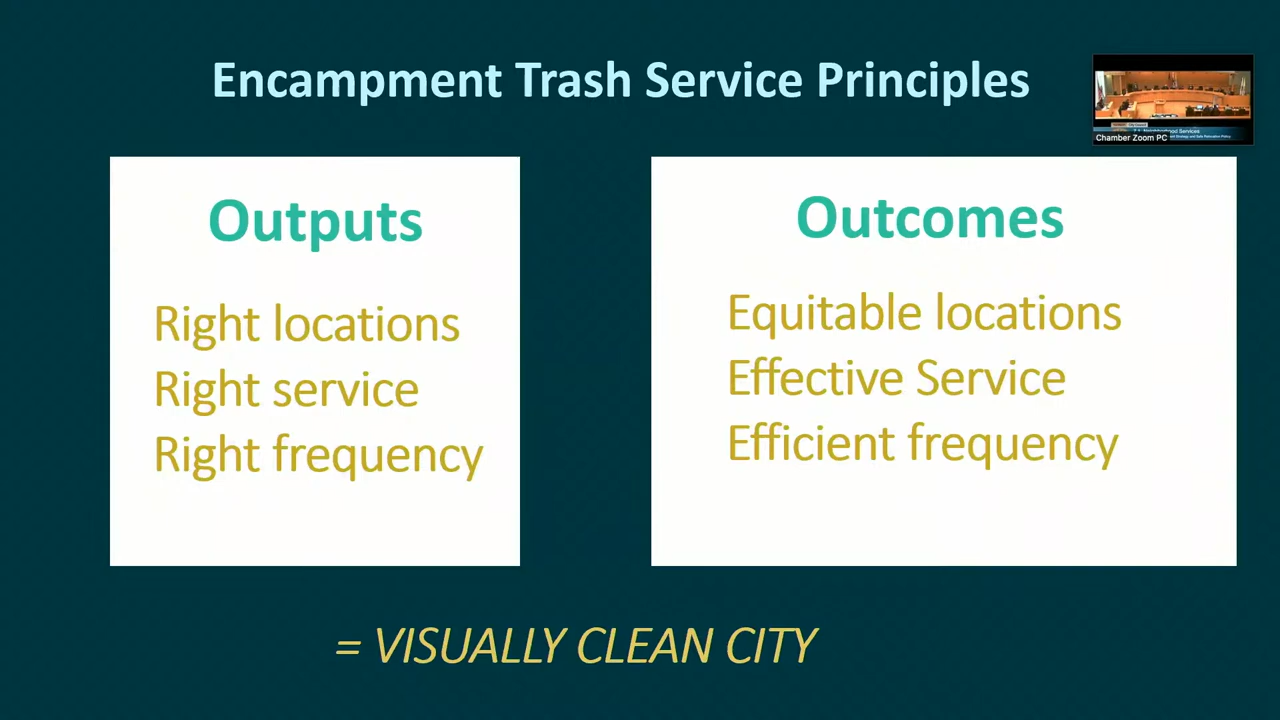 Encampment Trash Service Principles
Chamber Zoom PC
Outputs
Right locations
Right service
Right frequency
Outcomes
Equitable locations
Effective Service
Efficient frequency
= VISUALLY CLEAN CITY